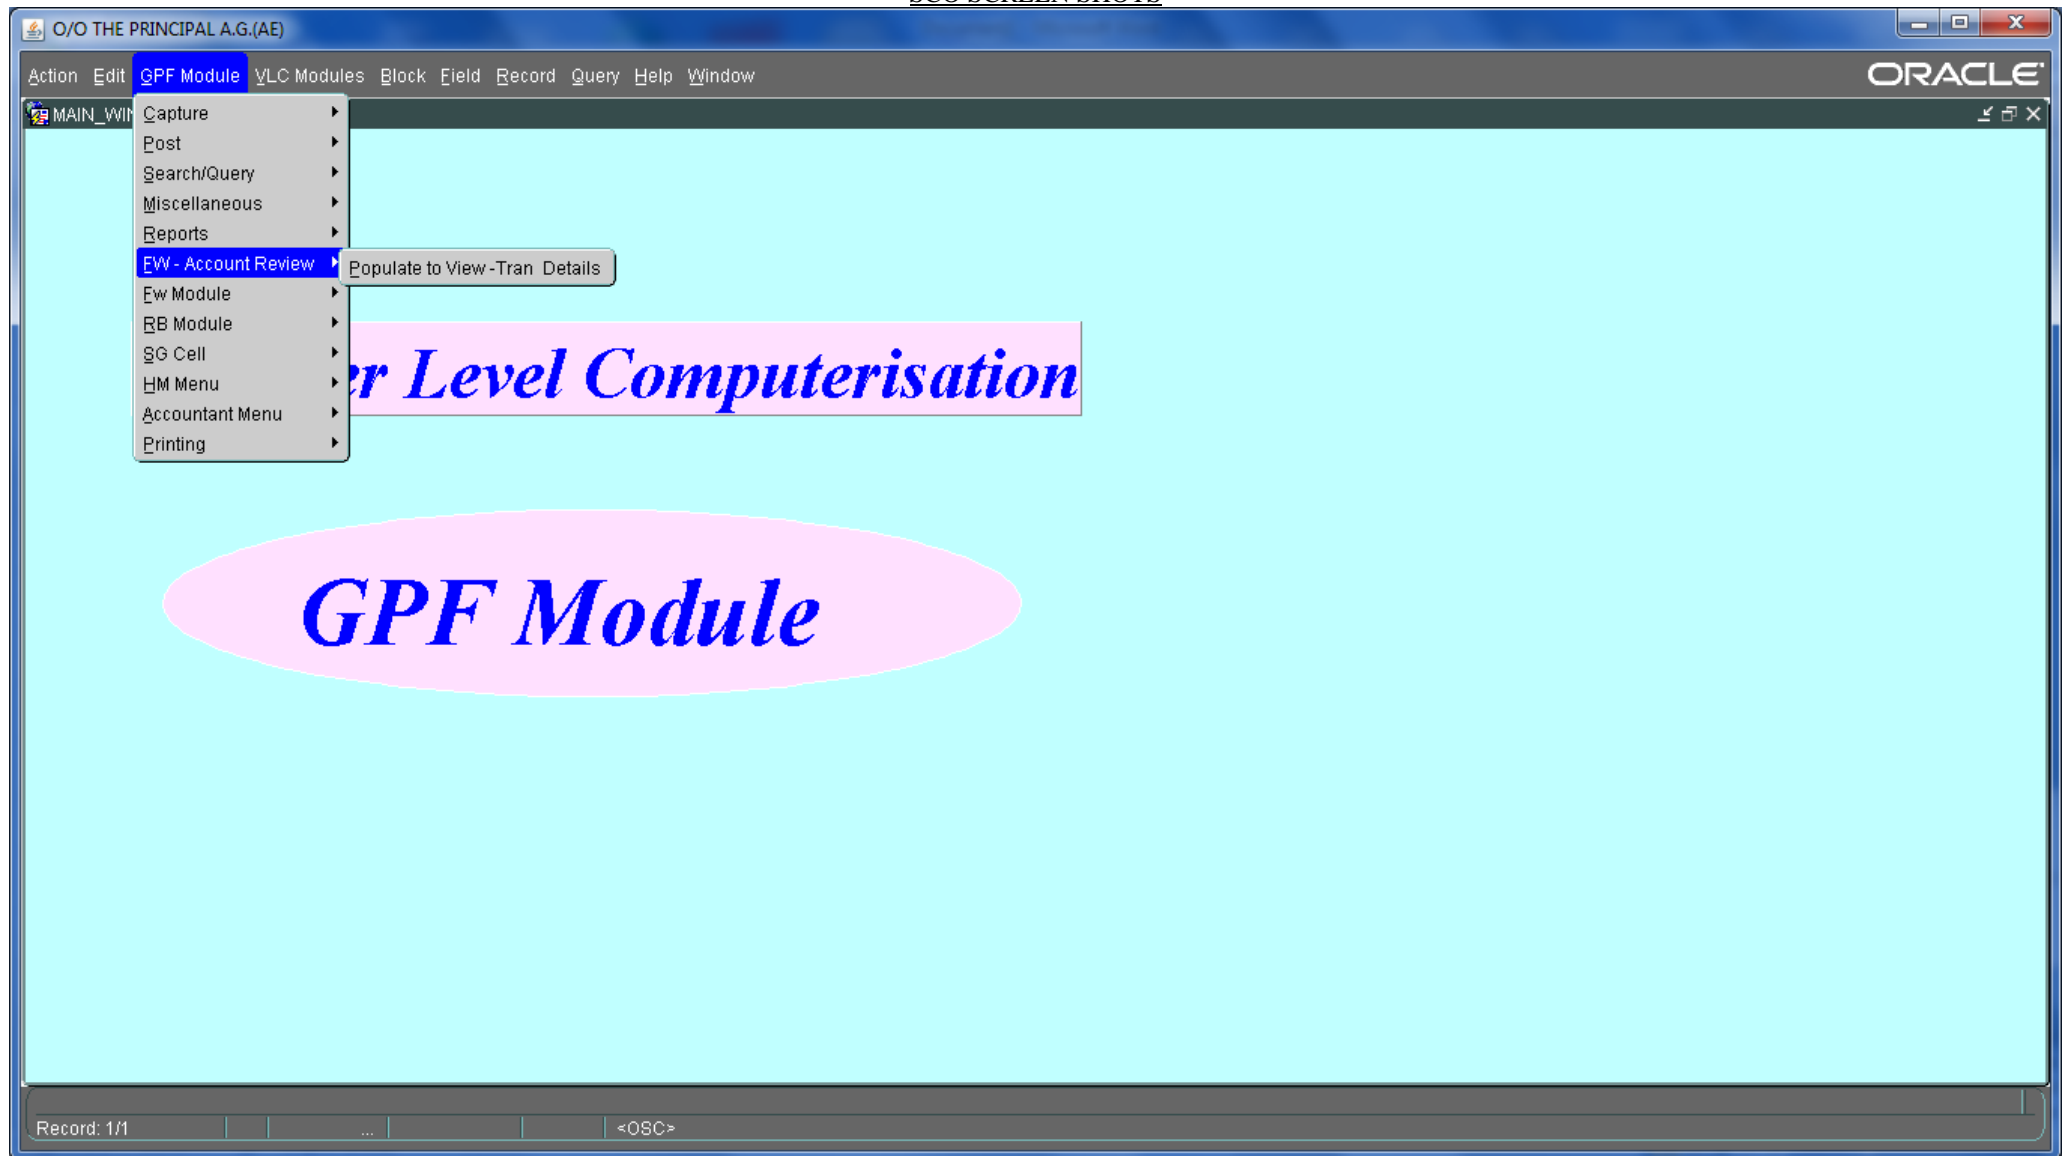 O/O THE PRINCIPAL A.G.(AE)
Action Edit GPF Module VLC Modules Block Field Record Query Help Window
ORACLE
MAIN_WIN
Capture
Post
Search/Query
Miscellaneous
Reports
FW - Account Review
Populate to View -Tran Details
Fw Module
RB Module
SG Cell
HM Menu
Accountant Menu
Printing
er Level Computerisation
GPF Module
Record: 1/1 ... <OSC>